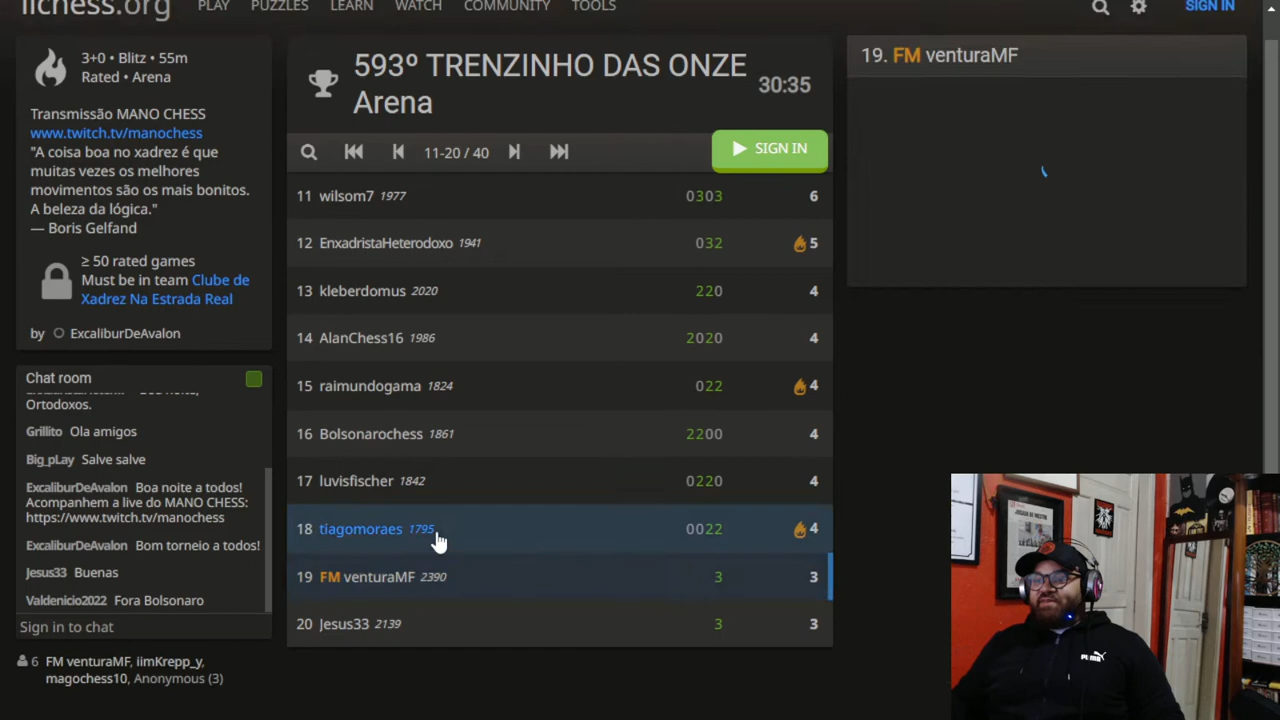 lichess.org PLAY PUZZLES LEARN WATCH COMMUNITY TOOLS SIGN IN
3+0 • Blitz • 55m
Rated • Arena
Transmissão MANO CHESS
www.twitch.tv/manochess
"A coisa boa no xadrez é que
muitas vezes os melhores
movimentos são os mais bonitos.
A beleza da lógica."
— Boris Gelfand
≥ 50 rated games
Must be in team Clube de
Xadrez Na Estrada Real
by ExcaliburDeAvalon
Chat room
Ortodoxos.
Grillito Ola amigos
Big_pLay Salve salve
ExcaliburDeAvalon Boa noite a todos!
Acompanhem a live do MANO CHESS:
https://www.twitch.tv/manochess
ExcaliburDeAvalon Bom torneio a todos!
Jesus33 Buenas
Valdenicio2022 Fora Bolsonaro
Sign in to chat
6 FM venturaMF, iimKrepp_y,
magochess10, Anonymous (3)
593º TRENZINHO DAS ONZE
Arena
30:35
11-20 / 40
SIGN IN
11 wilsom7 1977 0303 6
12 EnxadristaHeterodoxo 1941 032 5
13 kleberdomus 2020 220 4
14 AlanChess16 1986 2020 4
15 raimundogama 1824 022 4
16 Bolsonarochess 1861 2200 4
17 luvisfischer 1842 0220 4
18 tiagomoraes 1795 0022 4
19 FM venturaMF 2390 3 3
20 Jesus33 2139 3 3
19. FM venturaMF
PUMA